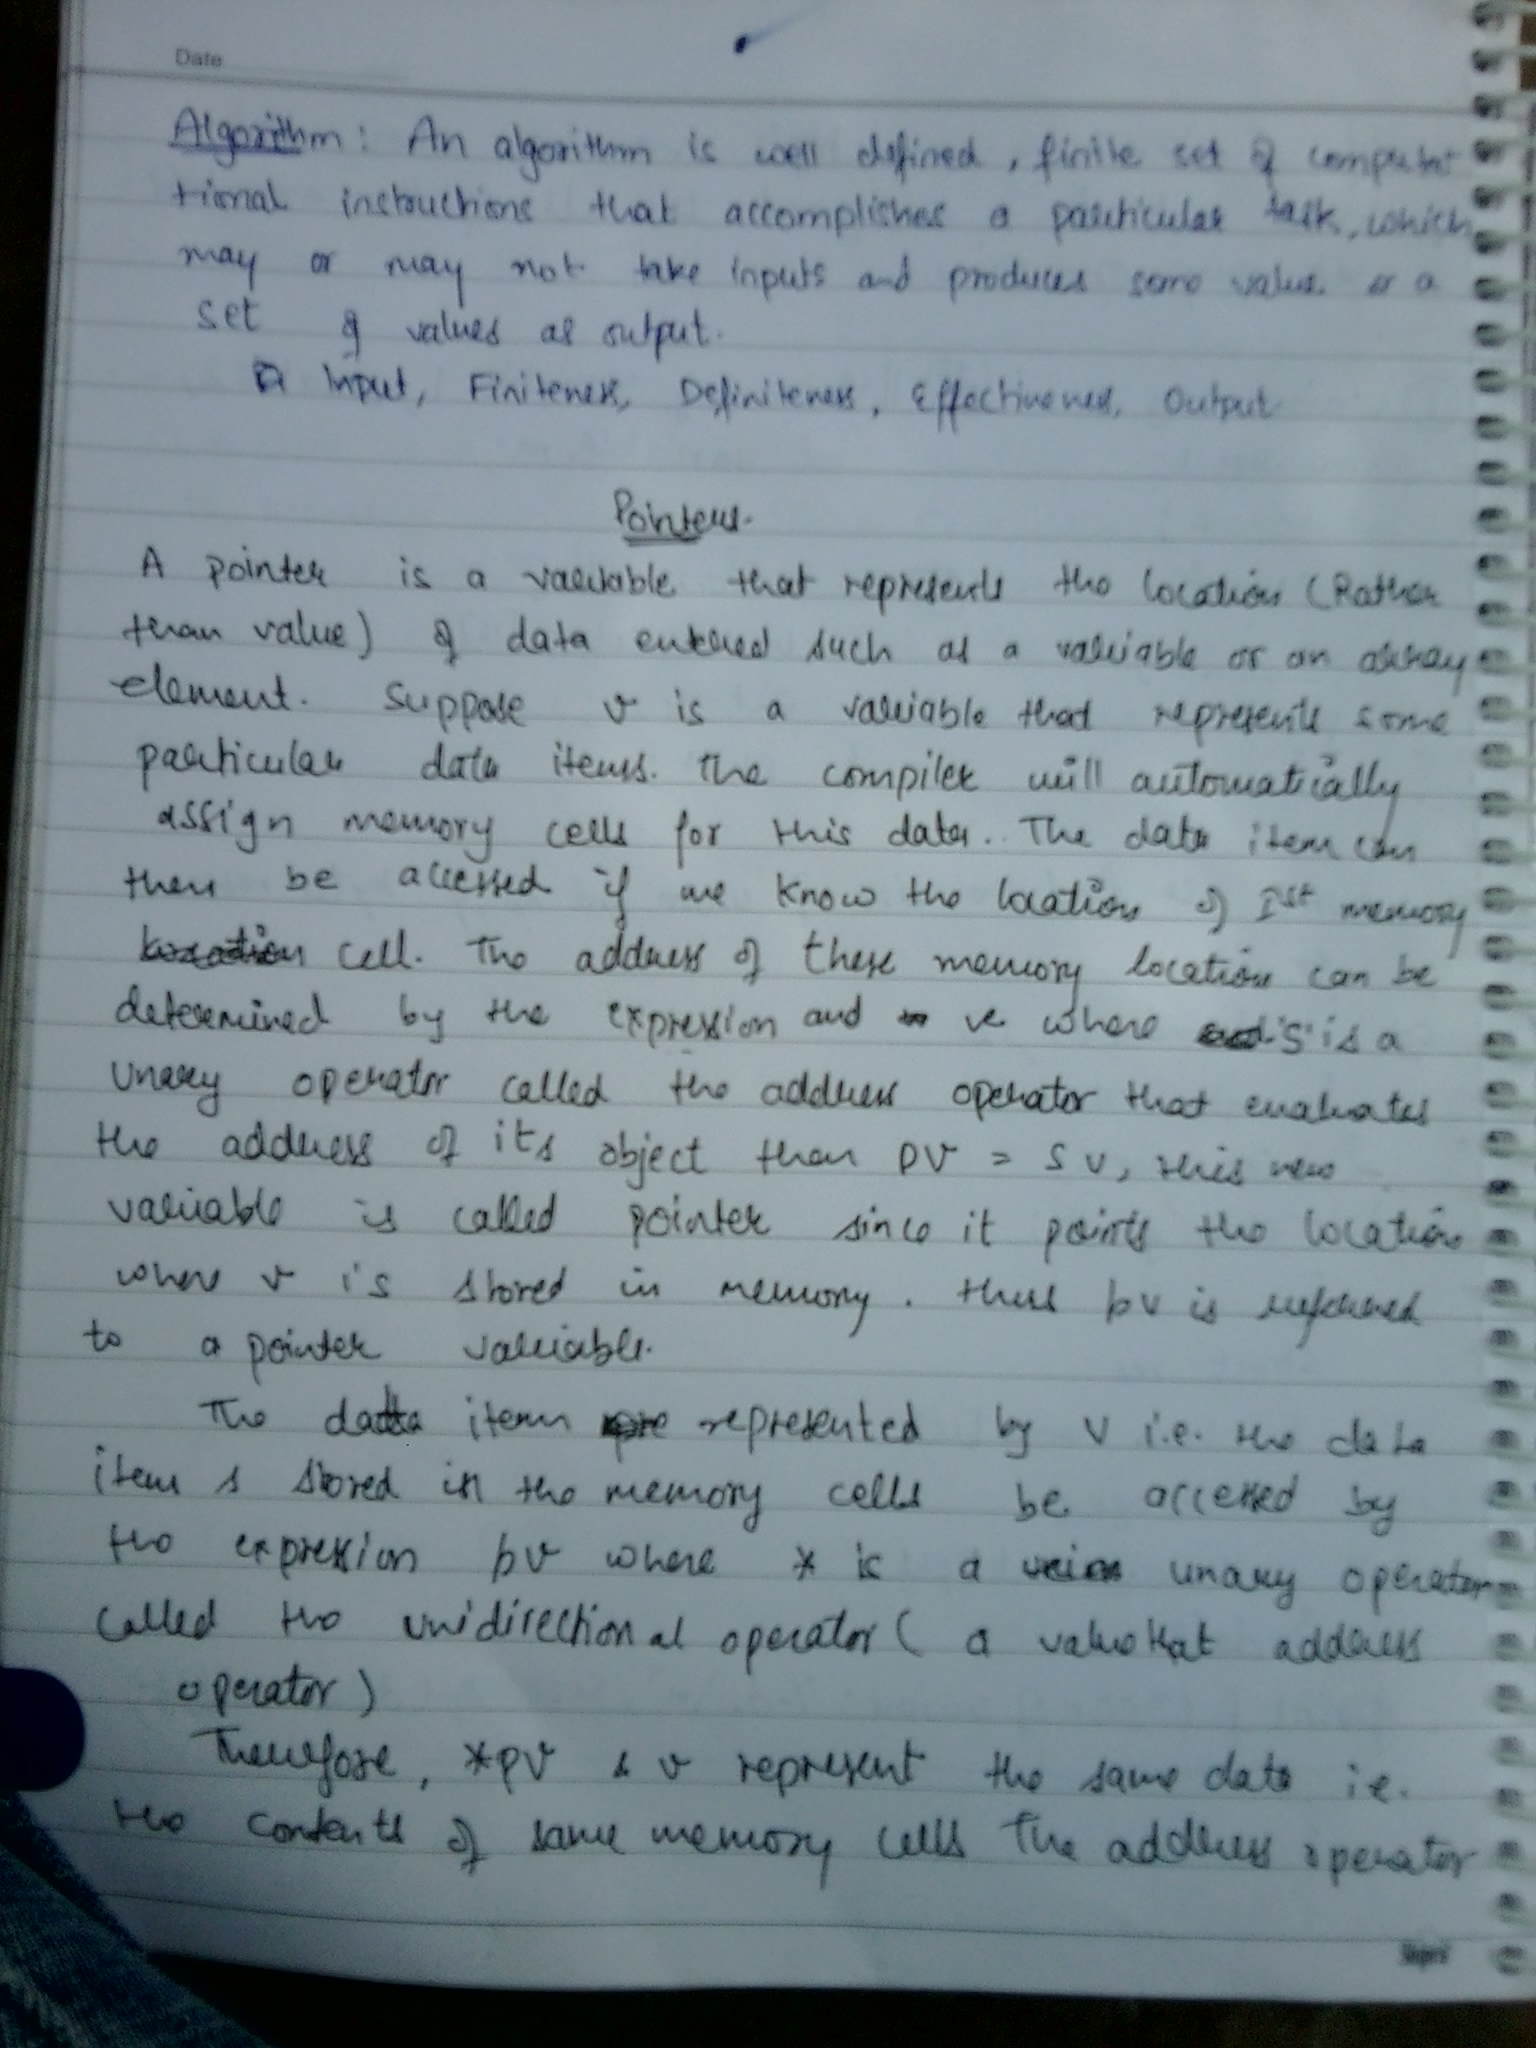 Date
Algorithm: An algorithm is well defined, finite set of computat
tional instructions that accomplishes a particular task, which
may or may not take inputs and produces some value or a
set of values as output.
Input, Finiteness, Definiteness, Effectiveness, Output
Pointers.
A pointer is a variable that represents the location (Rather
than value) of data entered such as a variable or an array
element. Suppose v is a variable that represents some
particular data items. The compiler will automatically
assign memory cells for this data.. The data item can
then be accessed if we know the location of Ist memory
cell. The address of these memory location can be
determined by the expression and ve where 'S' is a
Unary operator called the address operator that evaluates
the address of its object than PV = S v, this new
variable is called pointer since it points the location
where v is stored in memory. thus pv is referred
to a pointer variable.
The data item represented by V i.e. the data
item s stored in the memory cells be accessed by
the expression pv where * is a unary operator
called the unidirectional operator ( a value that address
operator)
Therefore, *pv & v represent the same data i.e.
the contents of same memory cells The address operator